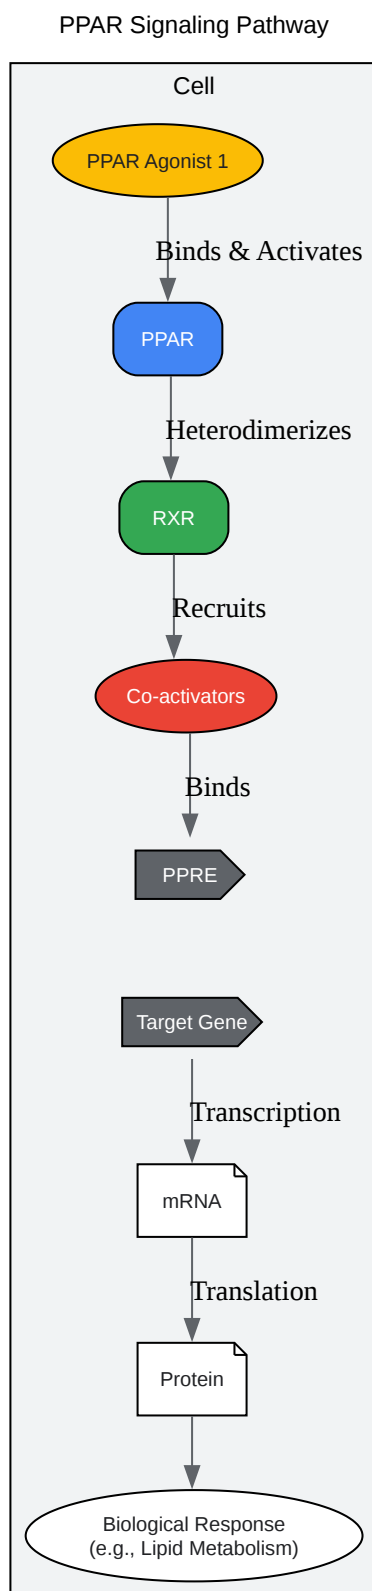 PPAR Signaling Pathway
Cell
PPAR Agonist 1
Binds & Activates
PPAR
Heterodimerizes
RXR
Recruits
Co-activators
Binds
PPRE
Target Gene
Transcription
mRNA
Translation
Protein
Biological Response
(e.g., Lipid Metabolism)